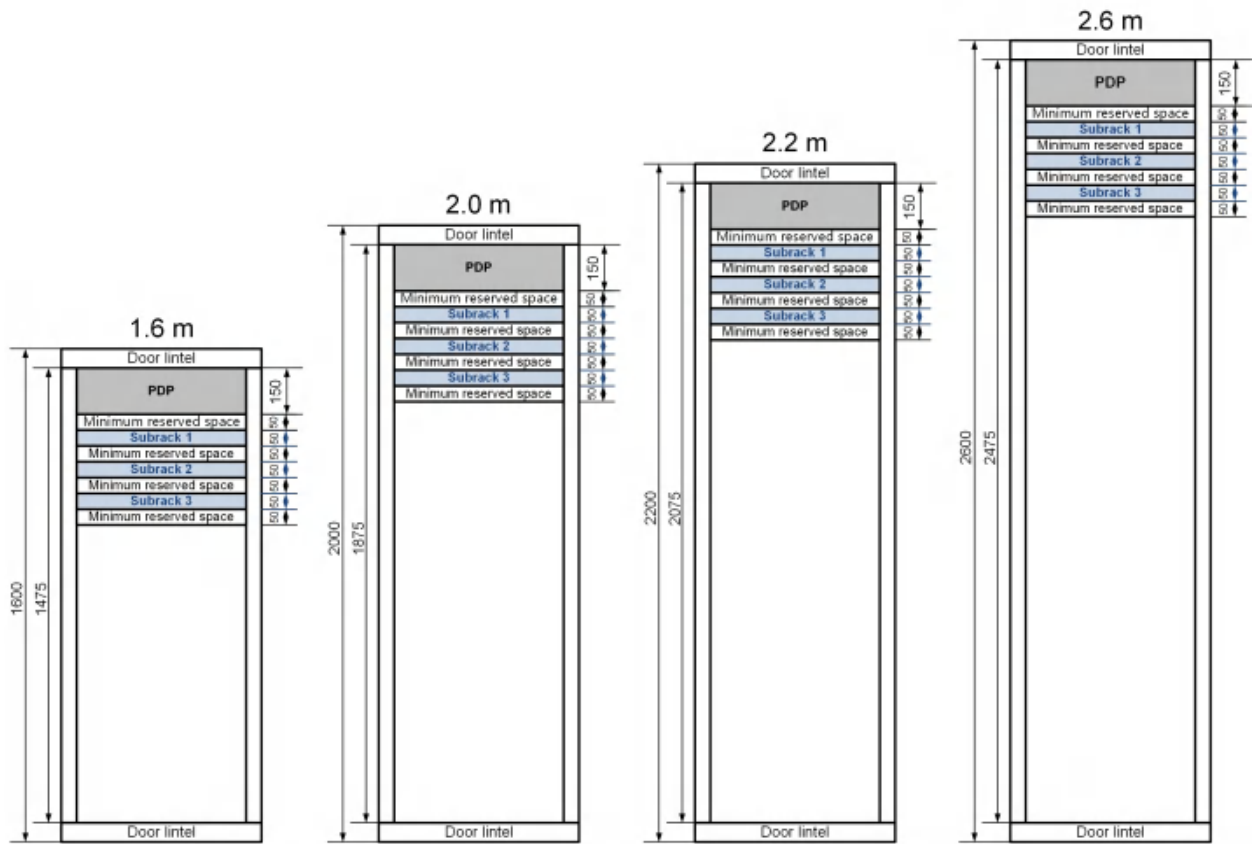 1.6 m
Door lintel
PDP
Minimum reserved space
Subrack 1
Minimum reserved space
Subrack 2
Minimum reserved space
Subrack 3
Minimum reserved space
Door lintel
1600
1475
150
50
50
50
50
50
50
50
2.0 m
Door lintel
PDP
Minimum reserved space
Subrack 1
Minimum reserved space
Subrack 2
Minimum reserved space
Subrack 3
Minimum reserved space
Door lintel
2000
1875
150
50
50
50
50
50
50
50
2.2 m
Door lintel
PDP
Minimum reserved space
Subrack 1
Minimum reserved space
Subrack 2
Minimum reserved space
Subrack 3
Minimum reserved space
Door lintel
2200
2075
150
50
50
50
50
50
50
50
2.6 m
Door lintel
PDP
Minimum reserved space
Subrack 1
Minimum reserved space
Subrack 2
Minimum reserved space
Subrack 3
Minimum reserved space
Door lintel
2600
2475
150
50
50
50
50
50
50
50